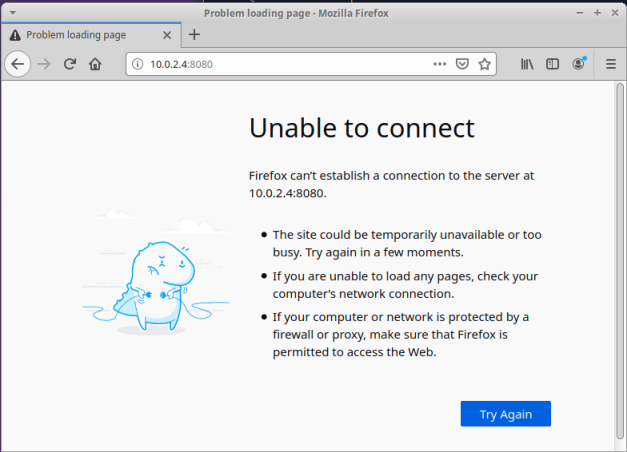 Problem loading page - Mozilla Firefox
Problem loading page
10.0.2.4:8080
Unable to connect
Firefox can’t establish a connection to the server at
10.0.2.4:8080.
The site could be temporarily unavailable or too
busy. Try again in a few moments.
If you are unable to load any pages, check your
computer’s network connection.
If your computer or network is protected by a
firewall or proxy, make sure that Firefox is
permitted to access the Web.
Try Again